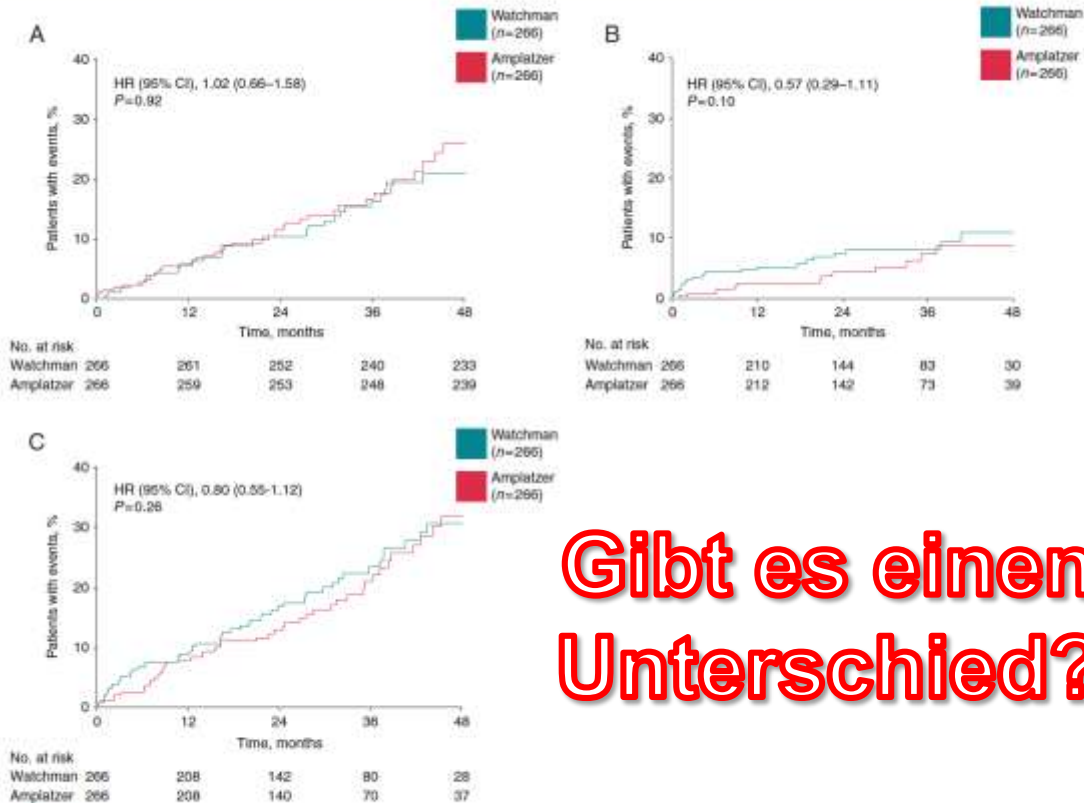 A
Watchman
(n=266)
Amplatzer
(n=266)
HR (95% CI), 1.02 (0.66–1.58)
P=0.92
Patients with events, %
40
30
20
10
0
0 12 24 36 48
Time, months
No. at risk
Watchman 266 261 252 240 233
Amplatzer 266 259 253 248 239
B
Watchman
(n=266)
Amplatzer
(n=266)
HR (95% CI), 0.57 (0.29–1.11)
P=0.10
Patients with events, %
40
30
20
10
0
0 12 24 36 48
Time, months
No. at risk
Watchman 266 210 144 83 30
Amplatzer 266 212 142 73 39
C
Watchman
(n=266)
Amplatzer
(n=266)
HR (95% CI), 0.80 (0.55-1.12)
P=0.26
Patients with events, %
40
30
20
10
0
0 12 24 36 48
Time, months
No. at risk
Watchman 266 208 142 80 28
Amplatzer 266 208 140 70 37
Gibt es einen
Unterschied?